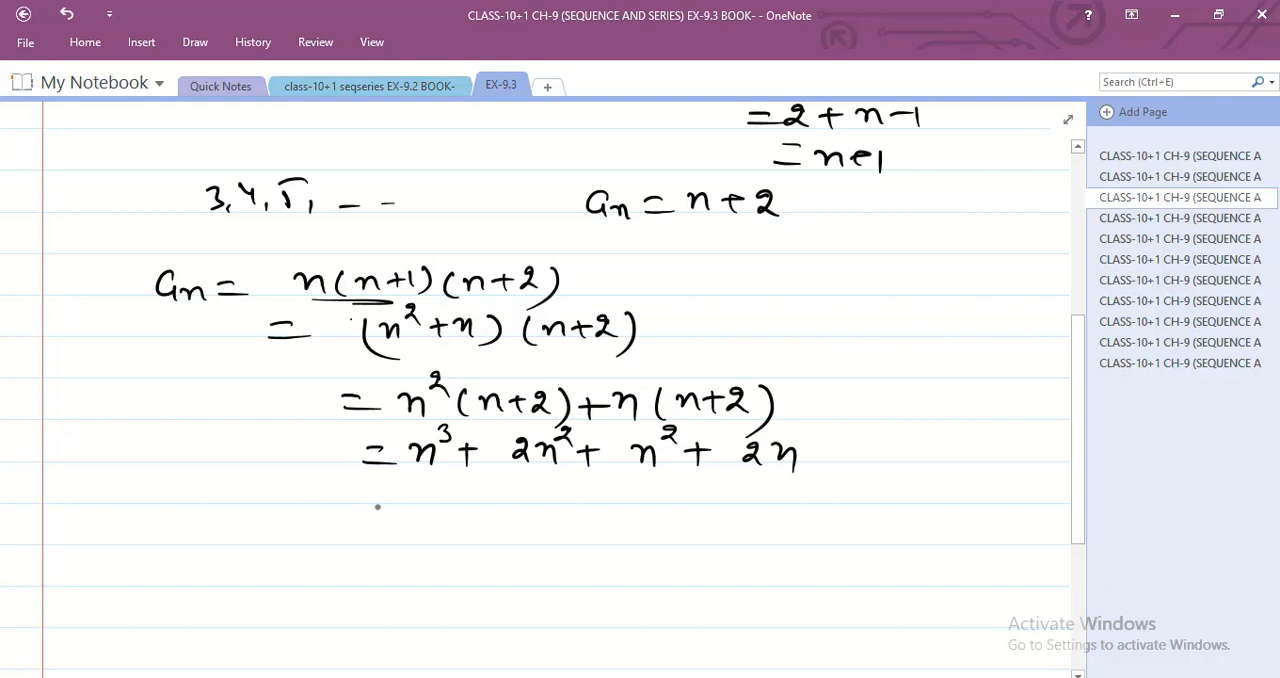 CLASS-10+1 CH-9 (SEQUENCE AND SERIES) EX-9.3 BOOK- - OneNote
?
File Home Insert Draw History Review View
My Notebook Quick Notes class-10+1 seqseries EX-9.2 BOOK- EX-9.3 +
Search (Ctrl+E)
Add Page
CLASS-10+1 CH-9 (SEQUENCE A
CLASS-10+1 CH-9 (SEQUENCE A
CLASS-10+1 CH-9 (SEQUENCE A
CLASS-10+1 CH-9 (SEQUENCE A
CLASS-10+1 CH-9 (SEQUENCE A
CLASS-10+1 CH-9 (SEQUENCE A
CLASS-10+1 CH-9 (SEQUENCE A
CLASS-10+1 CH-9 (SEQUENCE A
CLASS-10+1 CH-9 (SEQUENCE A
CLASS-10+1 CH-9 (SEQUENCE A
CLASS-10+1 CH-9 (SEQUENCE A
= 2 + n - 1
= n + 1
3, 4, 5, - - aₙ = n + 2
aₙ = n(n+1)(n+2)
= (n² + n)(n+2)
= n²(n+2) + n(n+2)
= n³ + 2n² + n² + 2n
Activate Windows
Go to Settings to activate Windows.